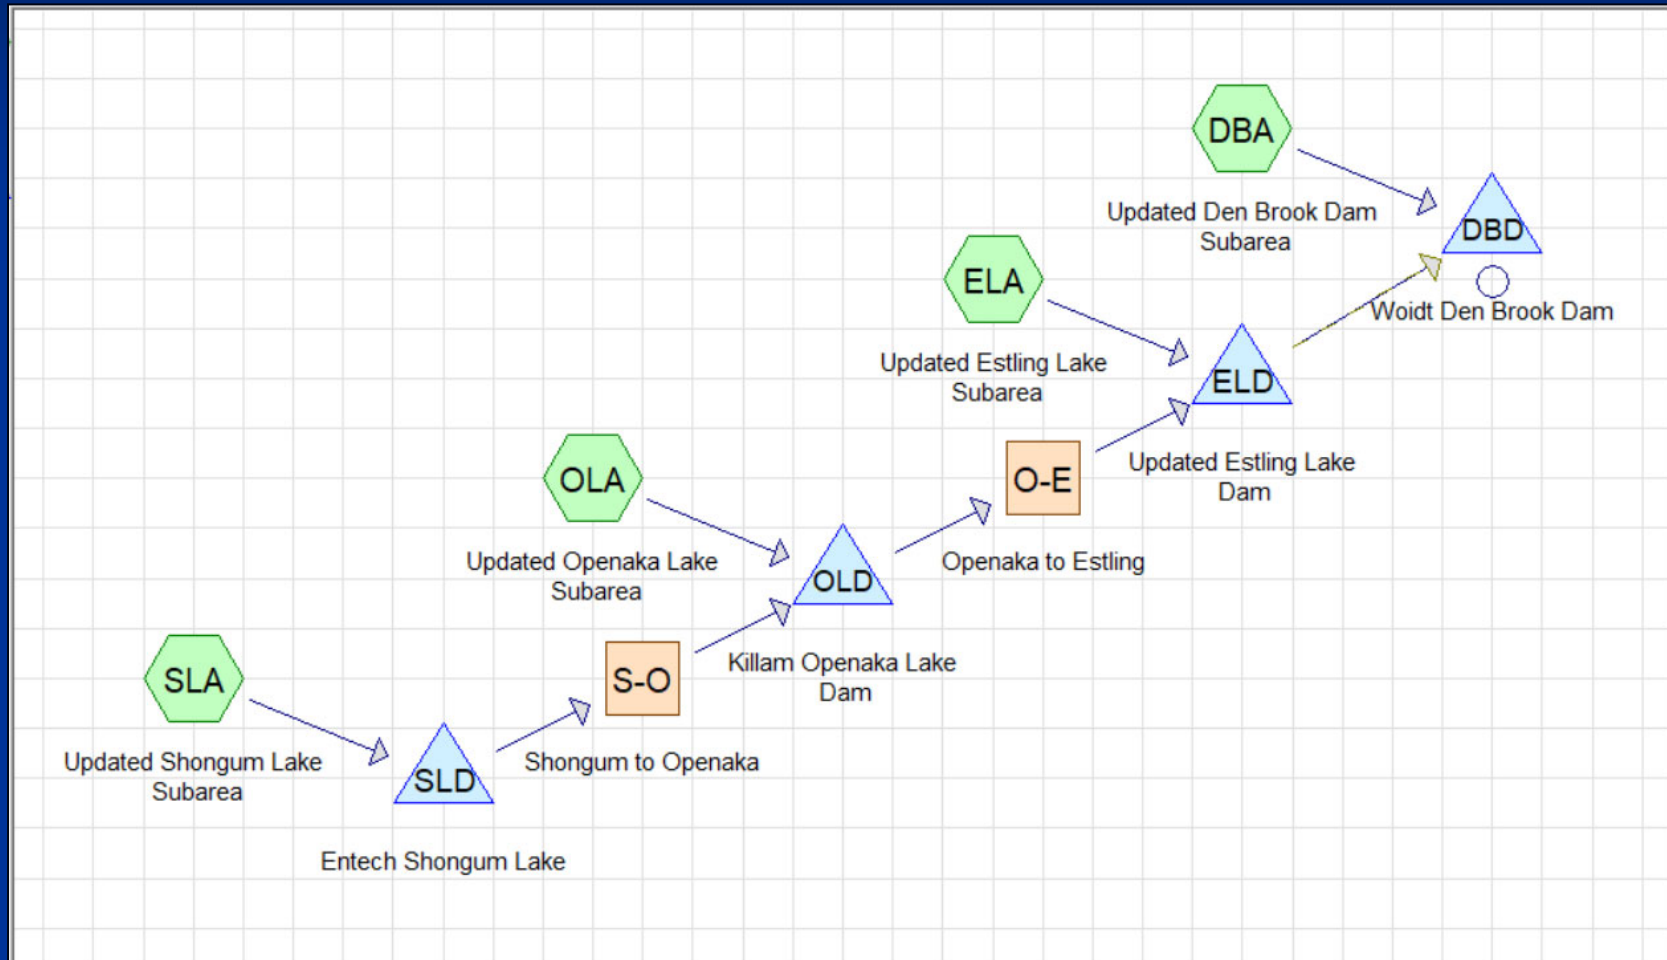 DBA
Updated Den Brook Dam
Subarea
DBD
Woidt Den Brook Dam
ELA
Updated Estling Lake
Subarea
ELD
Updated Estling Lake
Dam
OLA
Updated Openaka Lake
Subarea
O-E
Openaka to Estling
OLD
Killam Openaka Lake
Dam
SLA
Updated Shongum Lake
Subarea
S-O
Shongum to Openaka
SLD
Entech Shongum Lake